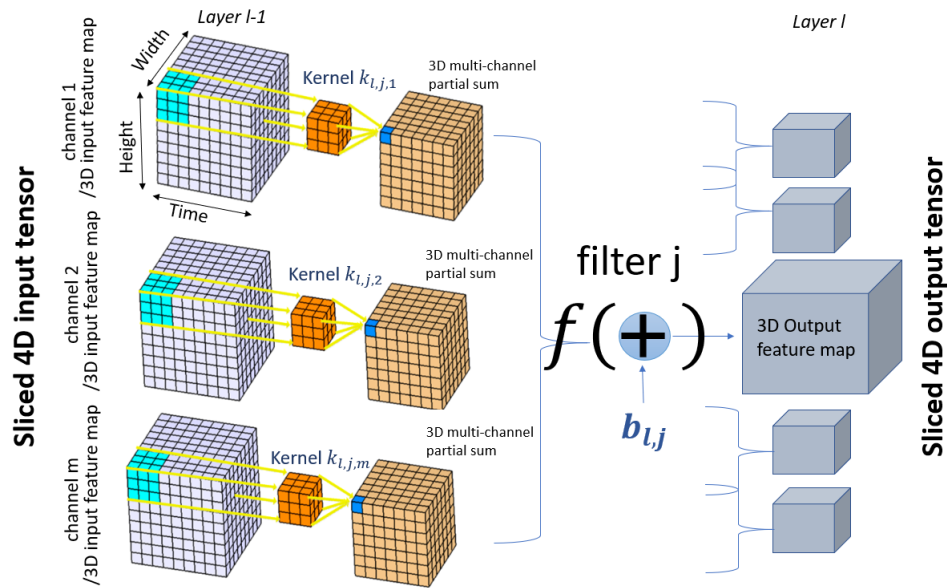 Sliced 4D input tensor
Layer l-1
channel 1
/3D input feature map
Width
Height
Time
Kernel k_{l,j,1}
3D multi-channel
partial sum
channel 2
/3D input feature map
Kernel k_{l,j,2}
3D multi-channel
partial sum
channel m
/3D input feature map
Kernel k_{l,j,m}
3D multi-channel
partial sum
filter j
f(+)
b_{l,j}
Layer l
3D Output
feature map
Sliced 4D output tensor